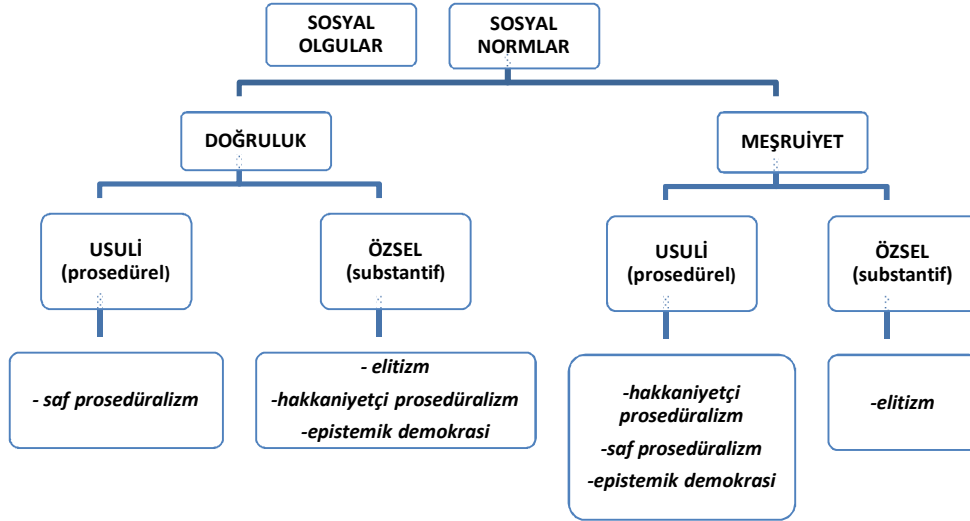 SOSYAL
OLGULAR
SOSYAL
NORMLAR
DOĞRULUK
MEŞRUİYET
USULİ
(prosedürel)
ÖZSEL
(substantif)
USULİ
(prosedürel)
ÖZSEL
(substantif)
- saf prosedüralizm
- elitizm
-hakkaniyetçi prosedüralizm
-epistemik demokrasi
-hakkaniyetçi
prosedüralizm
-saf prosedüralizm
-epistemik demokrasi
-elitizm